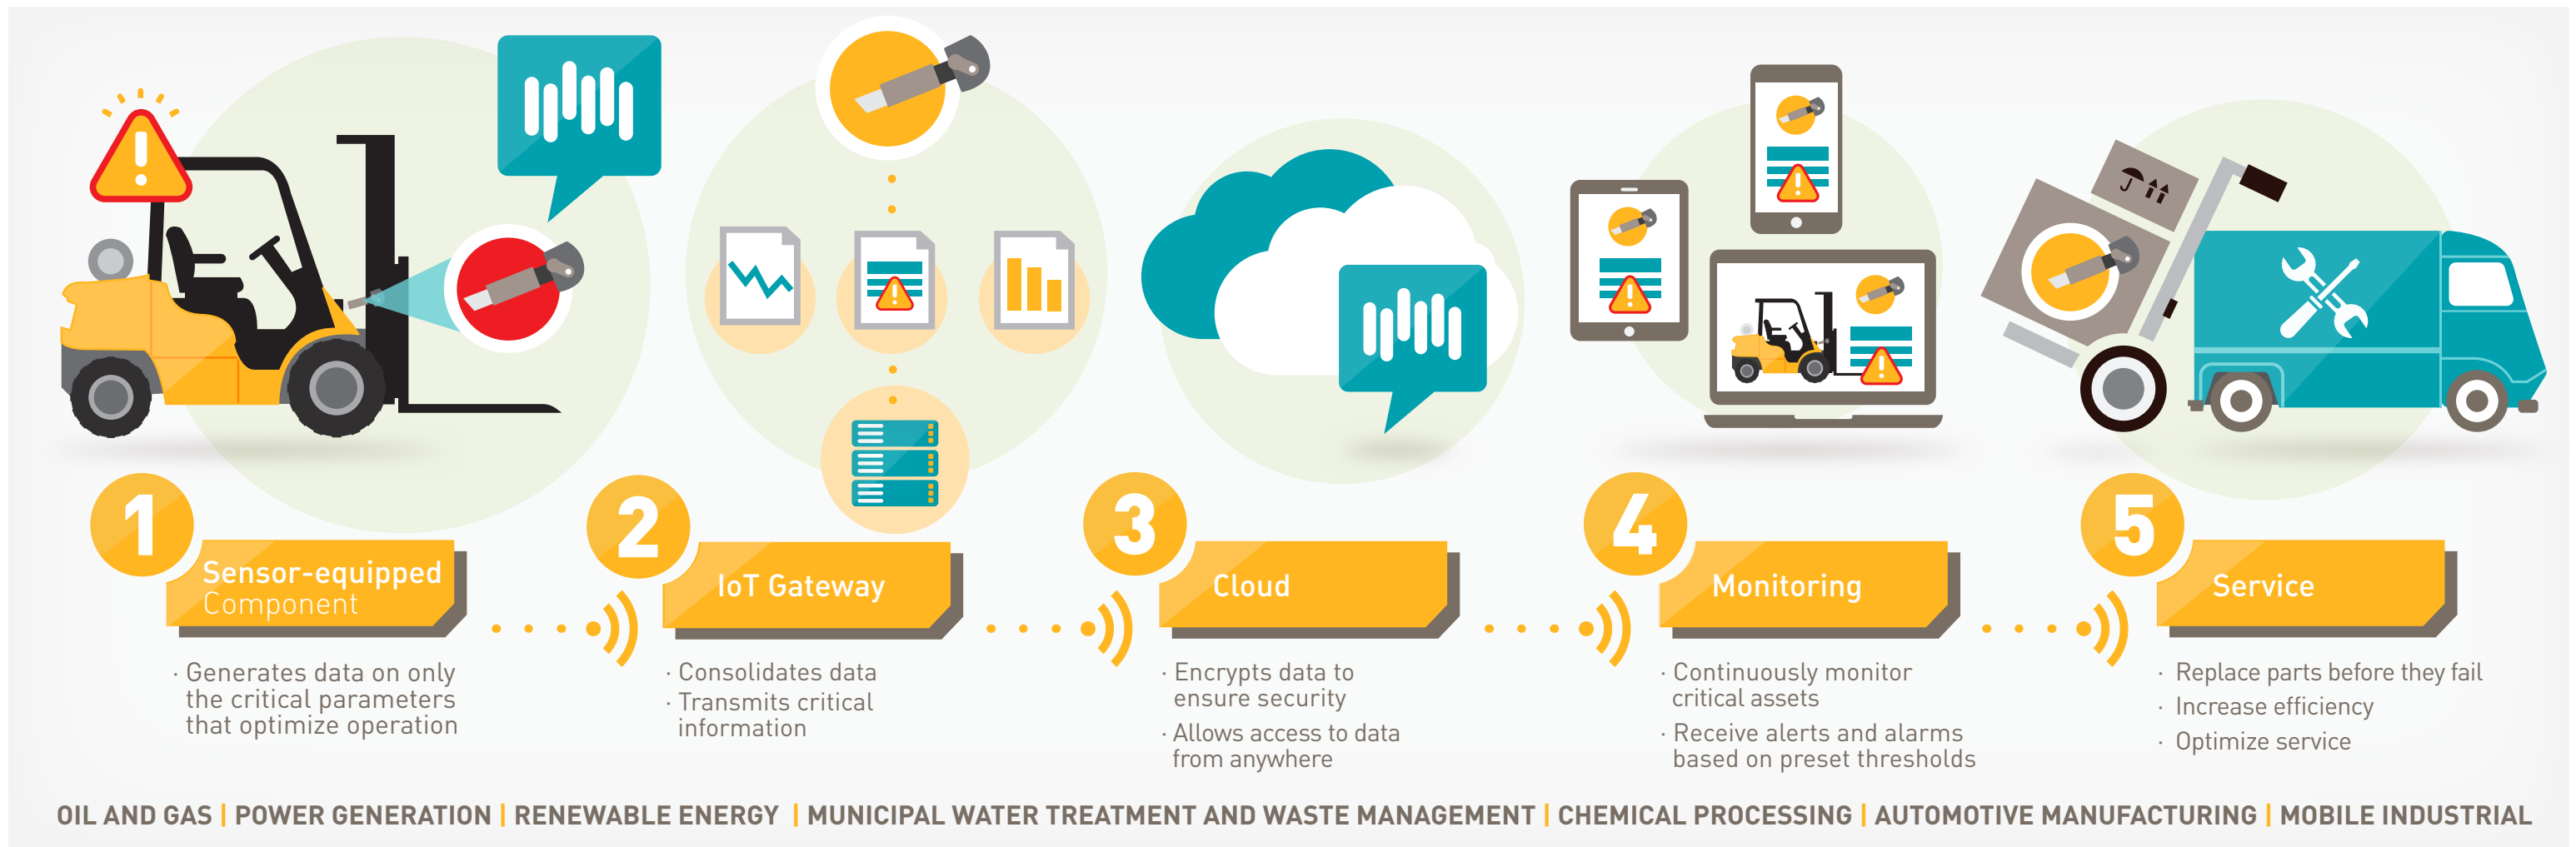 1
Sensor-equipped
Component
· Generates data on only
the critical parameters
that optimize operation
2
IoT Gateway
· Consolidates data
· Transmits critical
information
3
Cloud
· Encrypts data to
ensure security
· Allows access to data
from anywhere
4
Monitoring
· Continuously monitor
critical assets
· Receive alerts and alarms
based on preset thresholds
5
Service
· Replace parts before they fail
· Increase efficiency
· Optimize service
OIL AND GAS | POWER GENERATION | RENEWABLE ENERGY | MUNICIPAL WATER TREATMENT AND WASTE MANAGEMENT | CHEMICAL PROCESSING | AUTOMOTIVE MANUFACTURING | MOBILE INDUSTRIAL